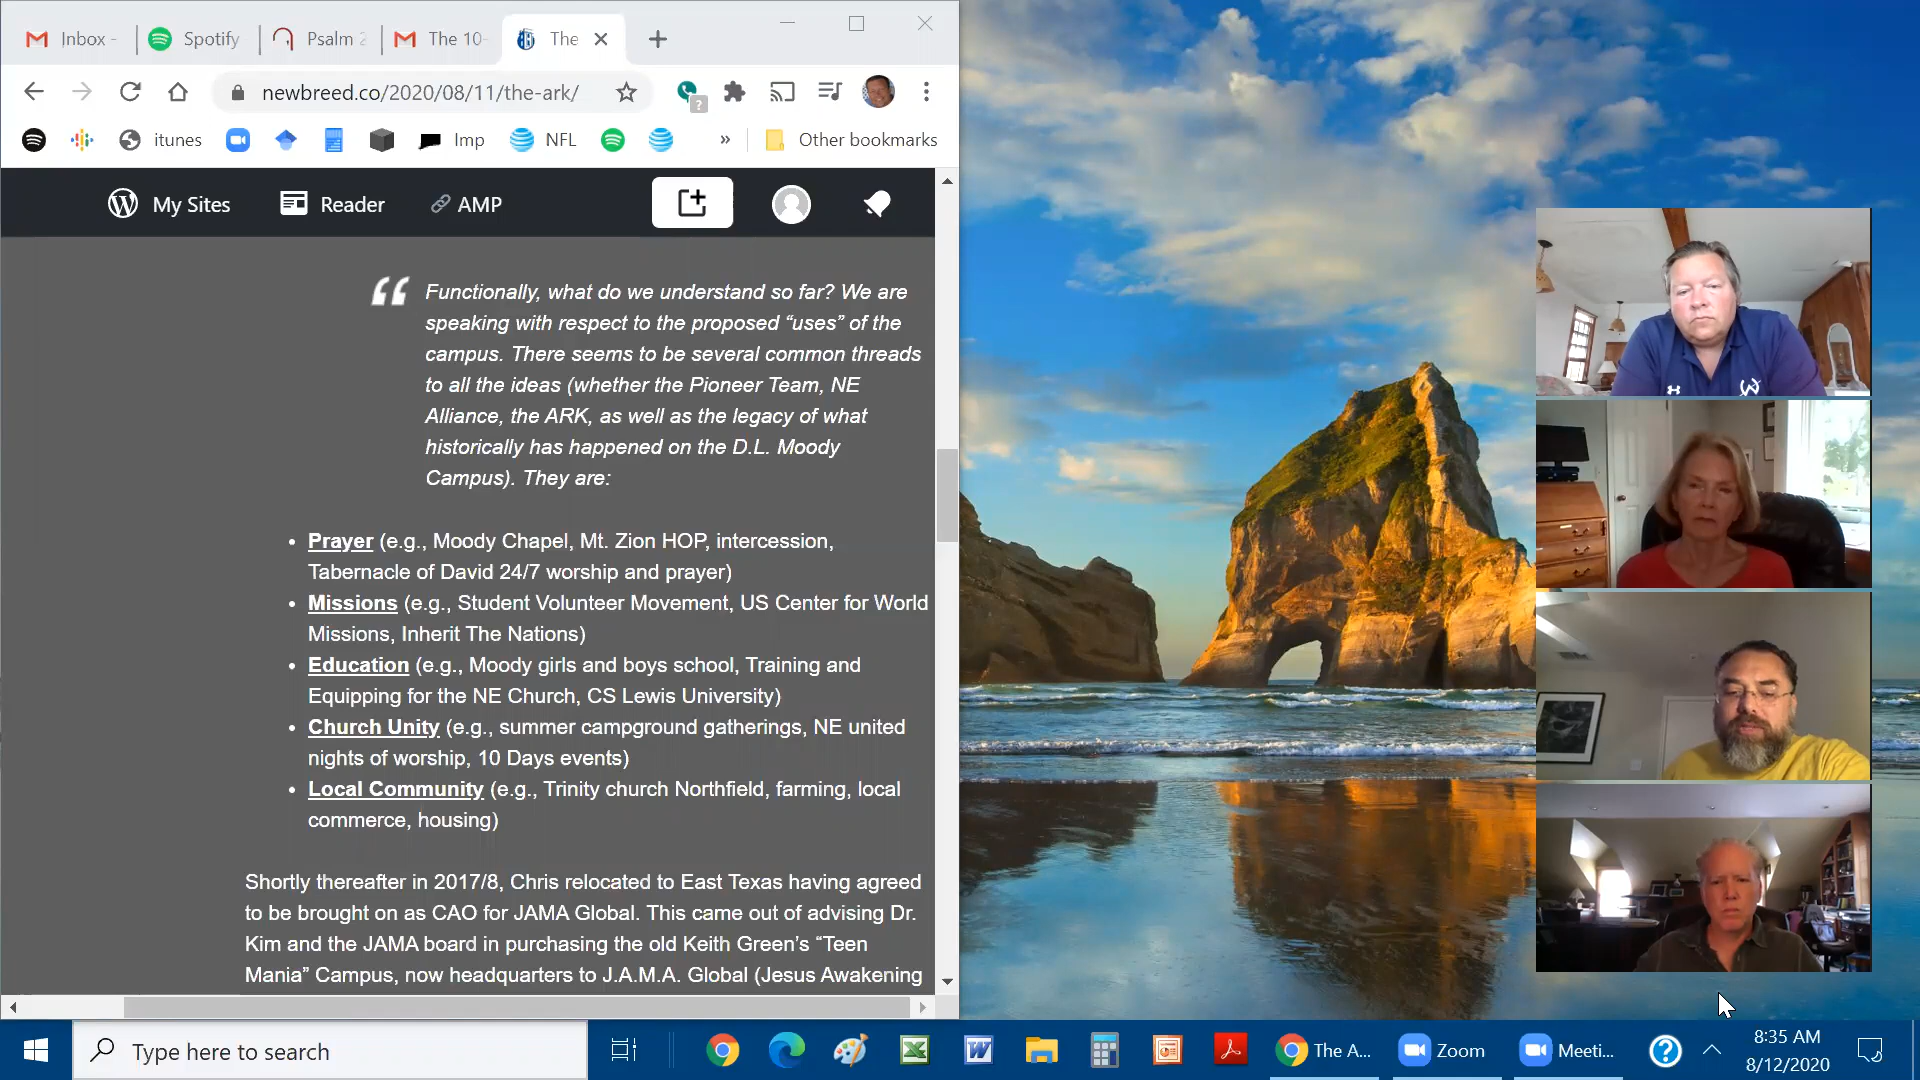 Inbox -
Spotify
Psalm 2
The 10-
The
newbreed.co/2020/08/11/the-ark/
itunes
Imp
NFL
»
Other bookmarks
My Sites
Reader
AMP
“ Functionally, what do we understand so far? We are
speaking with respect to the proposed “uses” of the
campus. There seems to be several common threads
to all the ideas (whether the Pioneer Team, NE
Alliance, the ARK, as well as the legacy of what
historically has happened on the D.L. Moody
Campus). They are:
• Prayer (e.g., Moody Chapel, Mt. Zion HOP, intercession,
Tabernacle of David 24/7 worship and prayer)
• Missions (e.g., Student Volunteer Movement, US Center for World
Missions, Inherit The Nations)
• Education (e.g., Moody girls and boys school, Training and
Equipping for the NE Church, CS Lewis University)
• Church Unity (e.g., summer campground gatherings, NE united
nights of worship, 10 Days events)
• Local Community (e.g., Trinity church Northfield, farming, local
commerce, housing)
Shortly thereafter in 2017/8, Chris relocated to East Texas having agreed
to be brought on as CAO for JAMA Global. This came out of advising Dr.
Kim and the JAMA board in purchasing the old Keith Green’s “Teen
Mania” Campus, now headquarters to J.A.M.A. Global (Jesus Awakening
Type here to search
The A...
Zoom
Meeti...
?
8:35 AM
8/12/2020